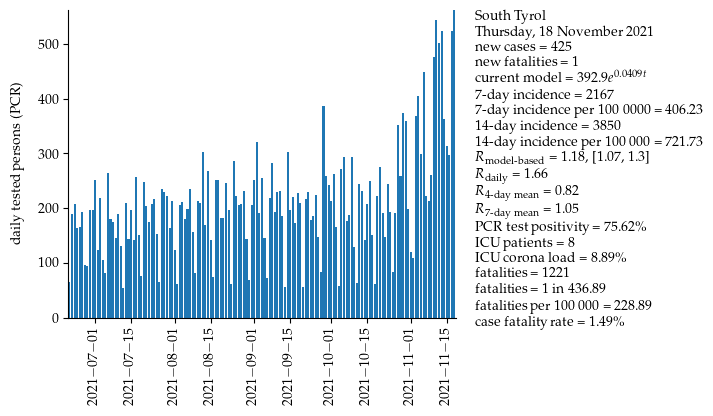 South Tyrol
Thursday, 18 November 2021
new cases = 425
new fatalities = 1
current model = 392.9e^0.0409t
7-day incidence = 2167
7-day incidence per 100 0000 = 406.23
14-day incidence = 3850
14-day incidence per 100 000 = 721.73
R_model-based = 1.18, [1.07, 1.3]
R_daily = 1.66
R_4-day mean = 0.82
R_7-day mean = 1.05
PCR test positivity = 75.62%
ICU patients = 8
ICU corona load = 8.89%
fatalities = 1221
fatalities = 1 in 436.89
fatalities per 100 000 = 228.89
case fatality rate = 1.49%
daily tested persons (PCR)
500
400
300
200
100
0
2021−07−01
2021−07−15
2021−08−01
2021−08−15
2021−09−01
2021−09−15
2021−10−01
2021−10−15
2021−11−01
2021−11−15